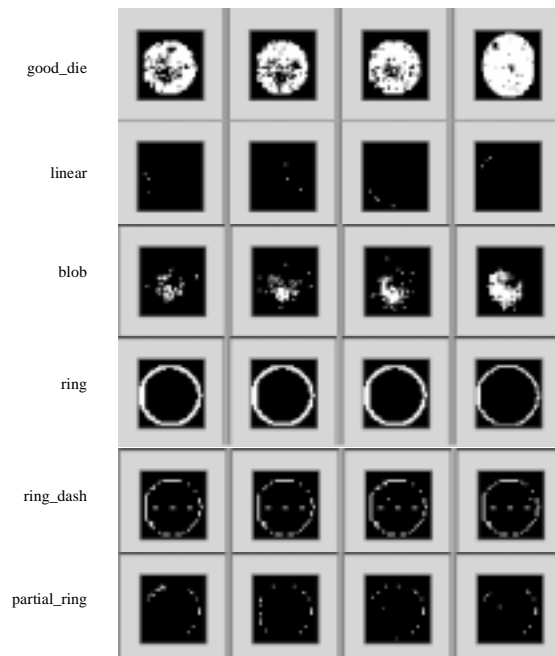 good_die
linear
blob
ring
ring_dash
partial_ring